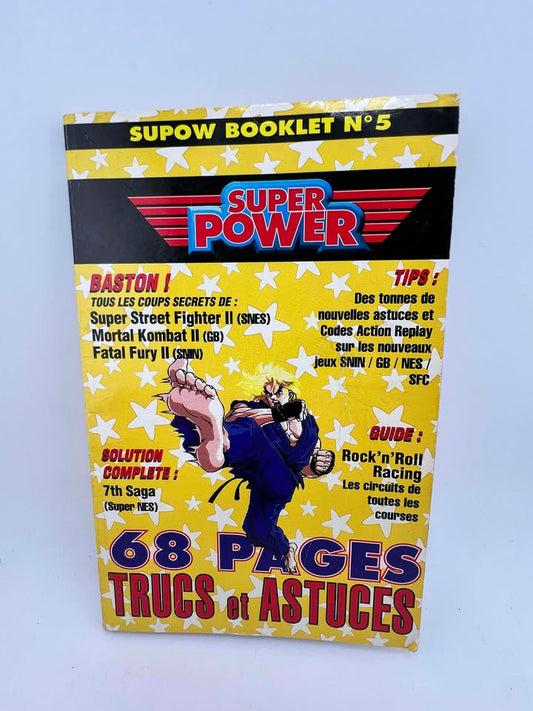 SUPOW BOOKLET N°5
SUPER
POWER
BASTON !
TOUS LES COUPS SECRETS DE :
Super Street Fighter II (SNES)
Mortal Kombat II (GB)
Fatal Fury II (SNIN)
TIPS :
Des tonnes de
nouvelles astuces et
Codes Action Replay
sur les nouveaux
jeux SNIN / GB / NES /
SFC
SOLUTION
COMPLETE :
7th Saga
(Super NES)
GUIDE :
Rock'n'Roll
Racing
Les circuits de
toutes les
courses
68 PAGES
TRUCS et ASTUCES